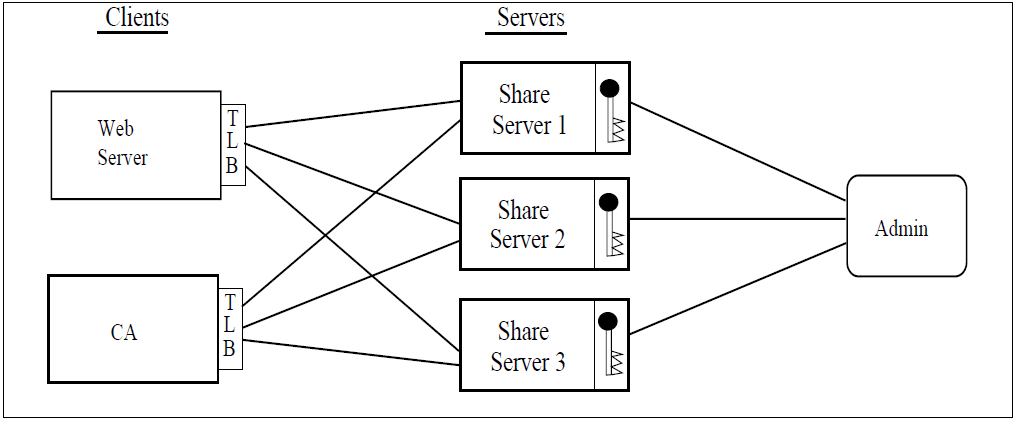 Clients
Servers
Web
Server
T
L
B
Share
Server 1
Share
Server 2
Admin
CA
T
L
B
Share
Server 3